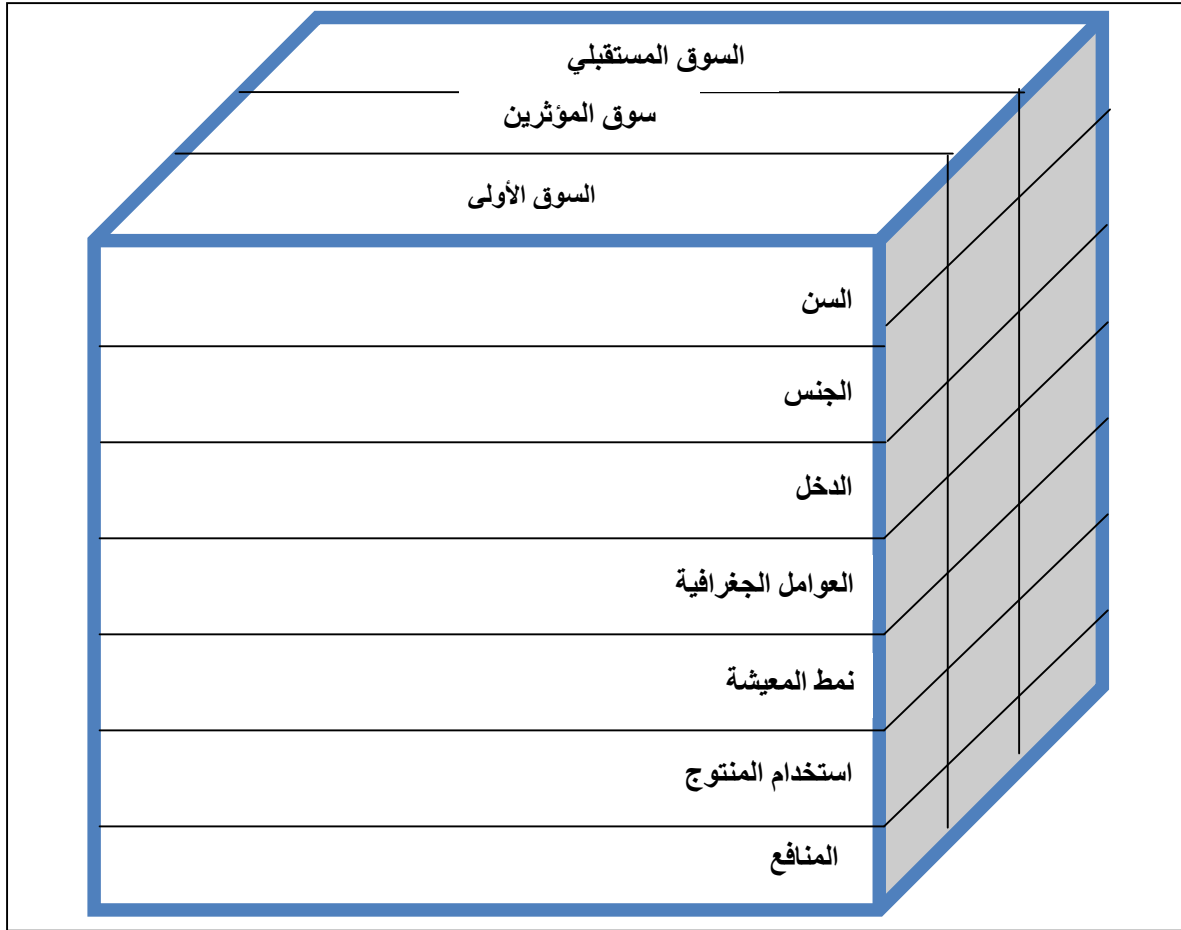 السوق المستقبلي
سوق المؤثرين
السوق الأولى
السن
الجنس
الدخل
العوامل الجغرافية
نمط المعيشة
استخدام المنتوج
المنافع